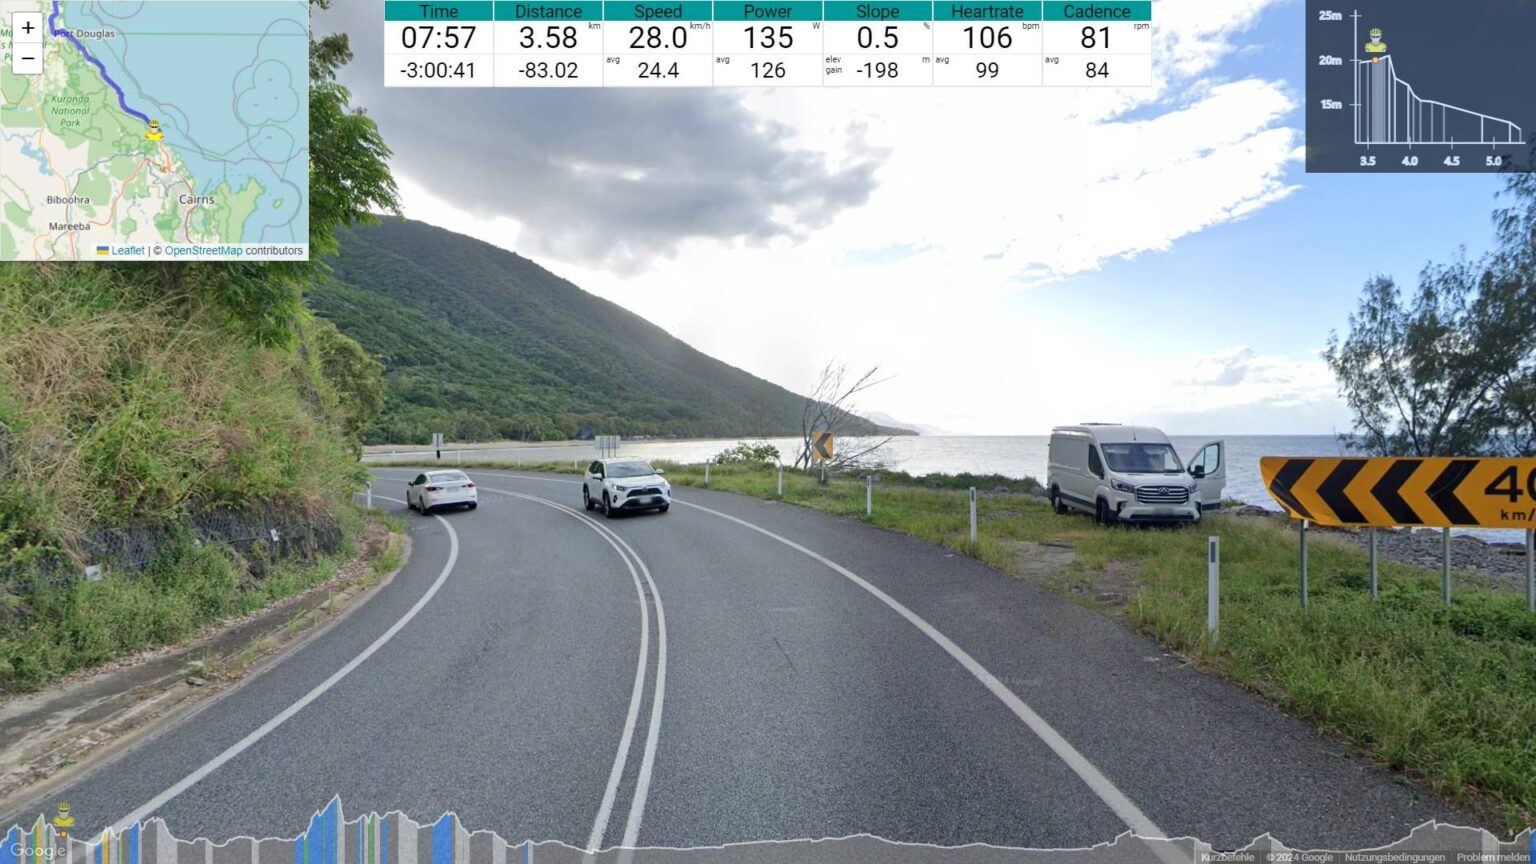 Time Distance Speed Power Slope Heartrate Cadence
07:57 3.58 km 28.0 km/h 135 W 0.5 % 106 bpm 81 rpm
-3:00:41 -83.02 avg 24.4 avg 126 elev gain -198 m avg 99 avg 84
+
−
Port Douglas
Kuranda
National
Park
Biboohra
Mareeba
Cairns
Leaflet | © OpenStreetMap contributors
25m
20m
15m
3.5 4.0 4.5 5.0
40
km/
Google
Kurzbefehle © 2024 Google Nutzungsbedingungen Problem melden